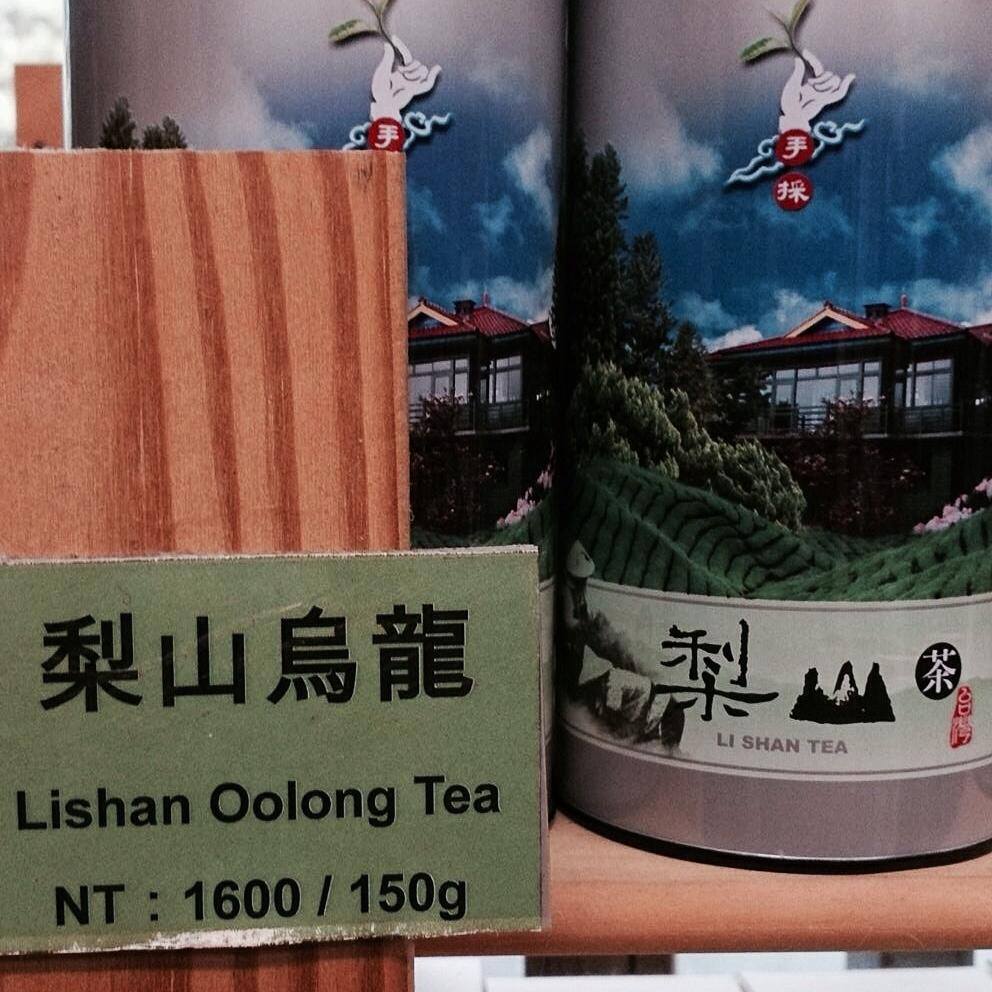 手
手
採
梨山烏龍
Lishan Oolong Tea
NT : 1600 / 150g
梨山
茶
台灣
LI SHAN TEA